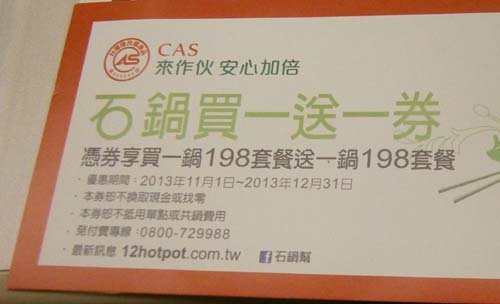 CAS
來作伙 安心加倍
石鍋買一送一券
憑券享買一鍋198套餐送一鍋198套餐
· 優惠期間：2013年11月1日~2013年12月31日
· 本券恕不換取現金或找零
· 本券恕不抵用單點或共鍋費用
· 免付費專線：0800-729988
· 最新訊息 12hotpot.com.tw f 石鍋幫